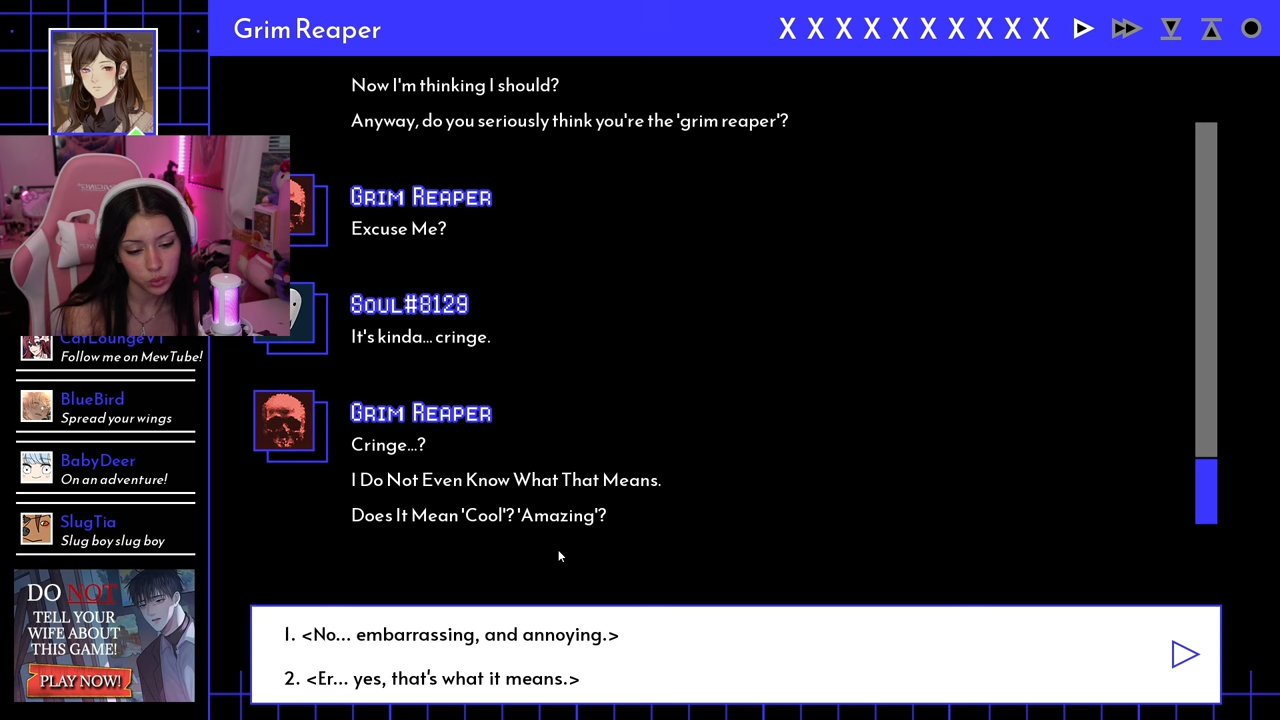 Grim Reaper
X X X X X X X X X X
Now I'm thinking I should?
Anyway, do you seriously think you're the 'grim reaper'?
Grim Reaper
Excuse Me?
Soul#8129
It's kinda... cringe.
Grim Reaper
Cringe...?
I Do Not Even Know What That Means.
Does It Mean 'Cool'? 'Amazing'?
1. <No... embarrassing, and annoying.>
2. <Er... yes, that's what it means.>
CatLoungeVT
Follow me on MewTube!
BlueBird
Spread your wings
BabyDeer
On an adventure!
SlugTia
Slug boy slug boy
DO NOT
TELL YOUR
WIFE ABOUT
THIS GAME!
PLAY NOW!